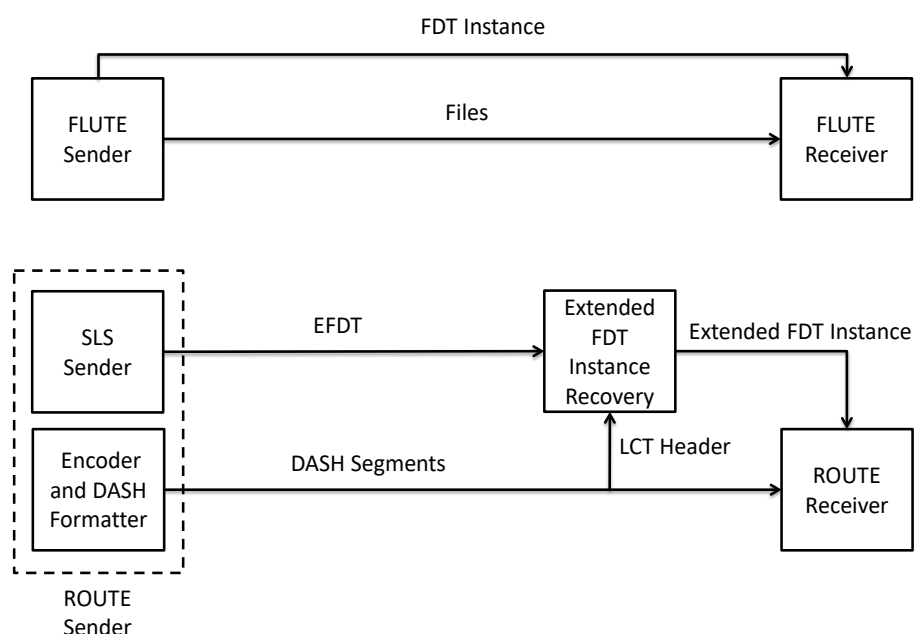 FDT Instance
FLUTE
Sender
Files
FLUTE
Receiver
SLS
Sender
EFDT
Extended
FDT
Instance
Recovery
Extended FDT Instance
Encoder
and DASH
Formatter
DASH Segments
LCT Header
ROUTE
Receiver
ROUTE
Sender